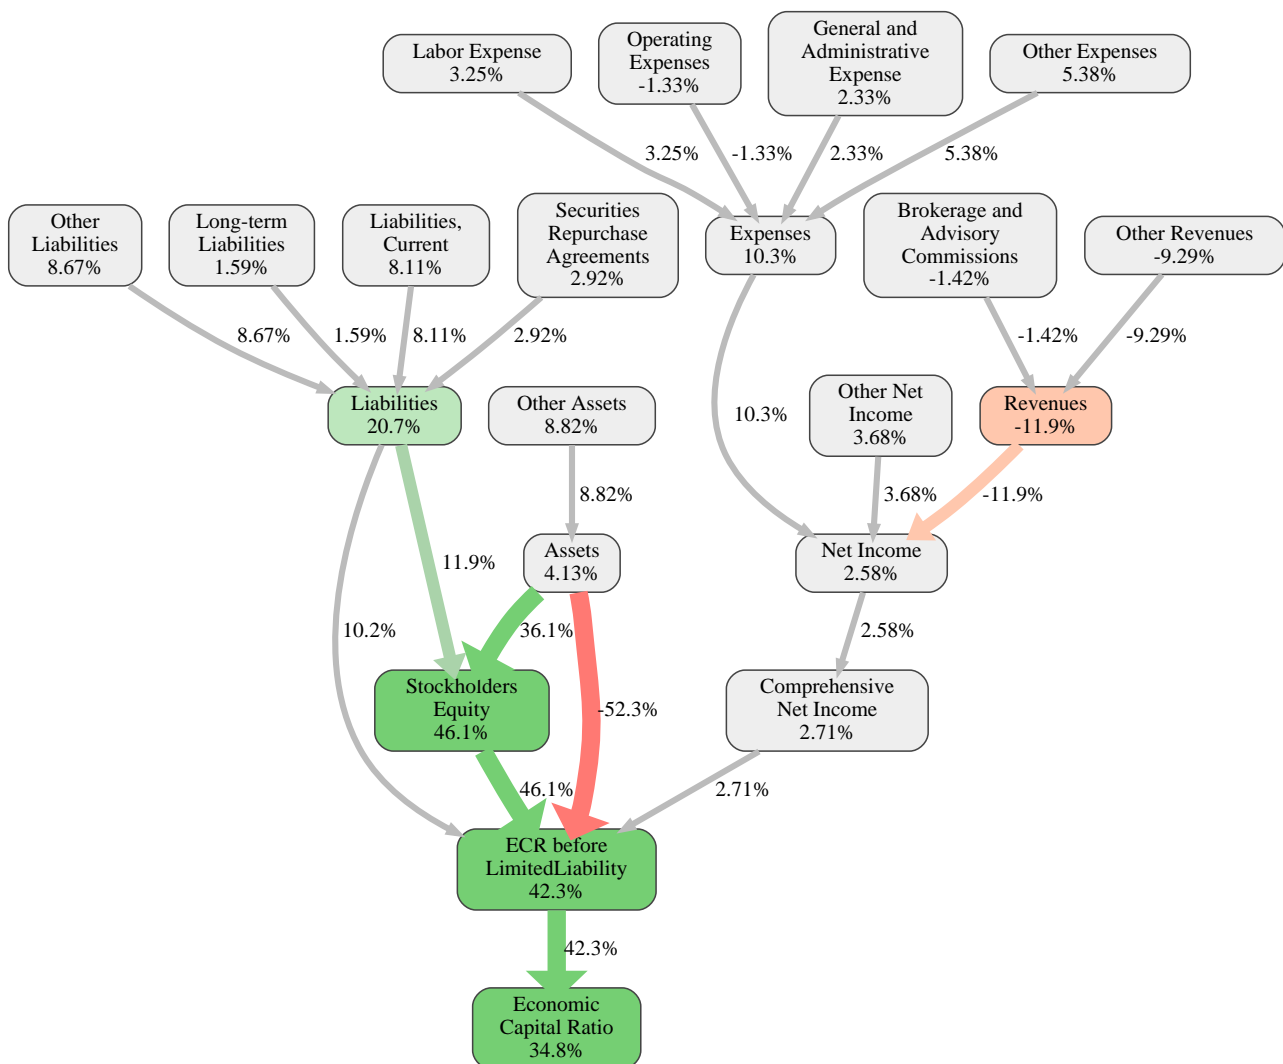 Labor Expense
3.25%
Operating
Expenses
-1.33%
General and
Administrative
Expense
2.33%
Other Expenses
5.38%
3.25%
-1.33%
2.33%
5.38%
Other
Liabilities
8.67%
Long-term
Liabilities
1.59%
Liabilities,
Current
8.11%
Securities
Repurchase
Agreements
2.92%
Expenses
10.3%
Brokerage and
Advisory
Commissions
-1.42%
Other Revenues
-9.29%
8.67%
1.59%
8.11%
2.92%
-1.42%
-9.29%
Liabilities
20.7%
Other Assets
8.82%
10.3%
Other Net
Income
3.68%
Revenues
-11.9%
8.82%
3.68%
-11.9%
11.9%
Assets
4.13%
Net Income
2.58%
10.2%
36.1%
2.58%
Stockholders
Equity
46.1%
-52.3%
Comprehensive
Net Income
2.71%
46.1%
2.71%
ECR before
LimitedLiability
42.3%
42.3%
Economic
Capital Ratio
34.8%